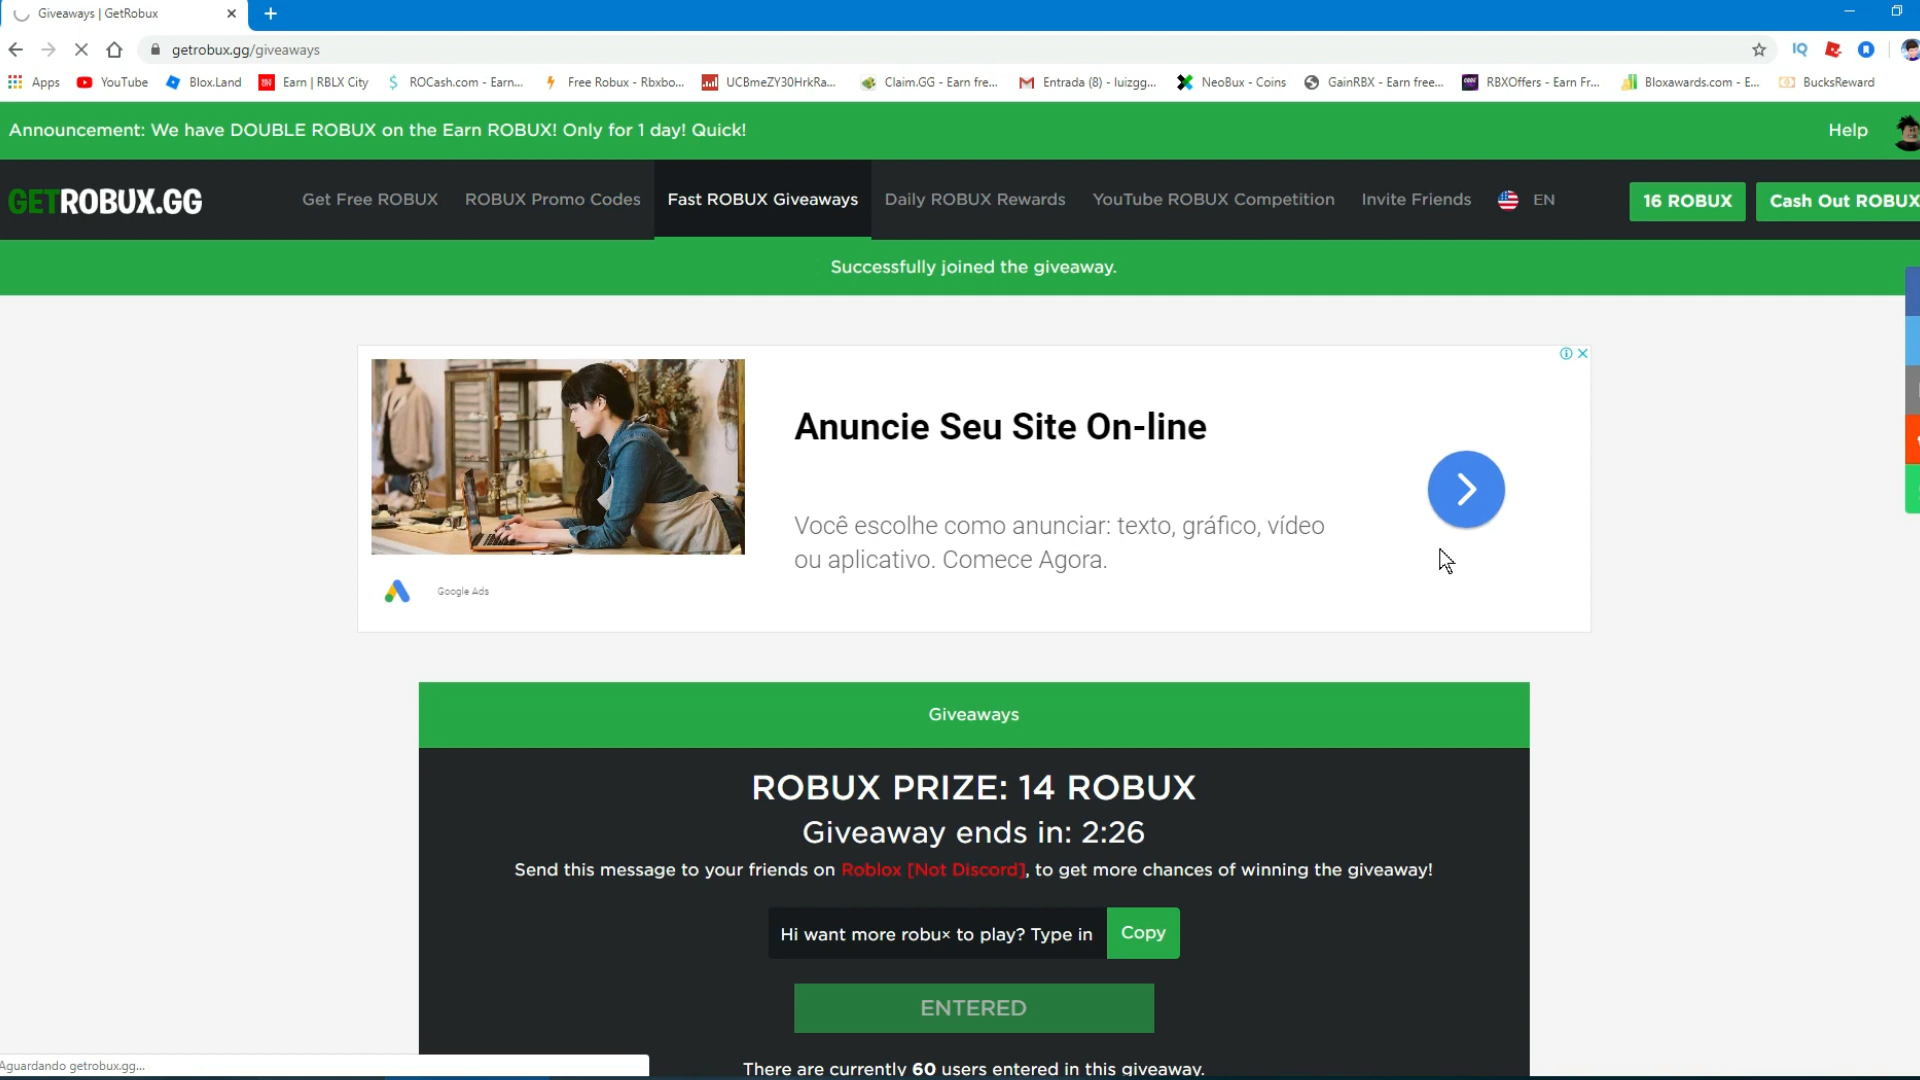 Giveaways | GetRobux
getrobux.gg/giveaways
Apps YouTube Blox.Land Earn | RBLX City ROCash.com - Earn... Free Robux - Rbxbo... UCBmeZY30HrkRa... Claim.GG - Earn fre... Entrada (8) - luizgg... NeoBux - Coins GainRBX - Earn free... RBXOffers - Earn Fr... Bloxawards.com - E... BucksReward
Announcement: We have DOUBLE ROBUX on the Earn ROBUX! Only for 1 day! Quick! Help
GETROBUX.GG Get Free ROBUX ROBUX Promo Codes Fast ROBUX Giveaways Daily ROBUX Rewards YouTube ROBUX Competition Invite Friends EN 16 ROBUX Cash Out ROBUX
Successfully joined the giveaway.
Anuncie Seu Site On-line
Você escolhe como anunciar: texto, gráfico, vídeo
ou aplicativo. Comece Agora.
Google Ads
Giveaways
ROBUX PRIZE: 14 ROBUX
Giveaway ends in: 2:26
Send this message to your friends on Roblox [Not Discord], to get more chances of winning the giveaway!
Hi want more robu× to play? Type in Copy
ENTERED
There are currently 60 users entered in this giveaway.
Aguardando getrobux.gg...